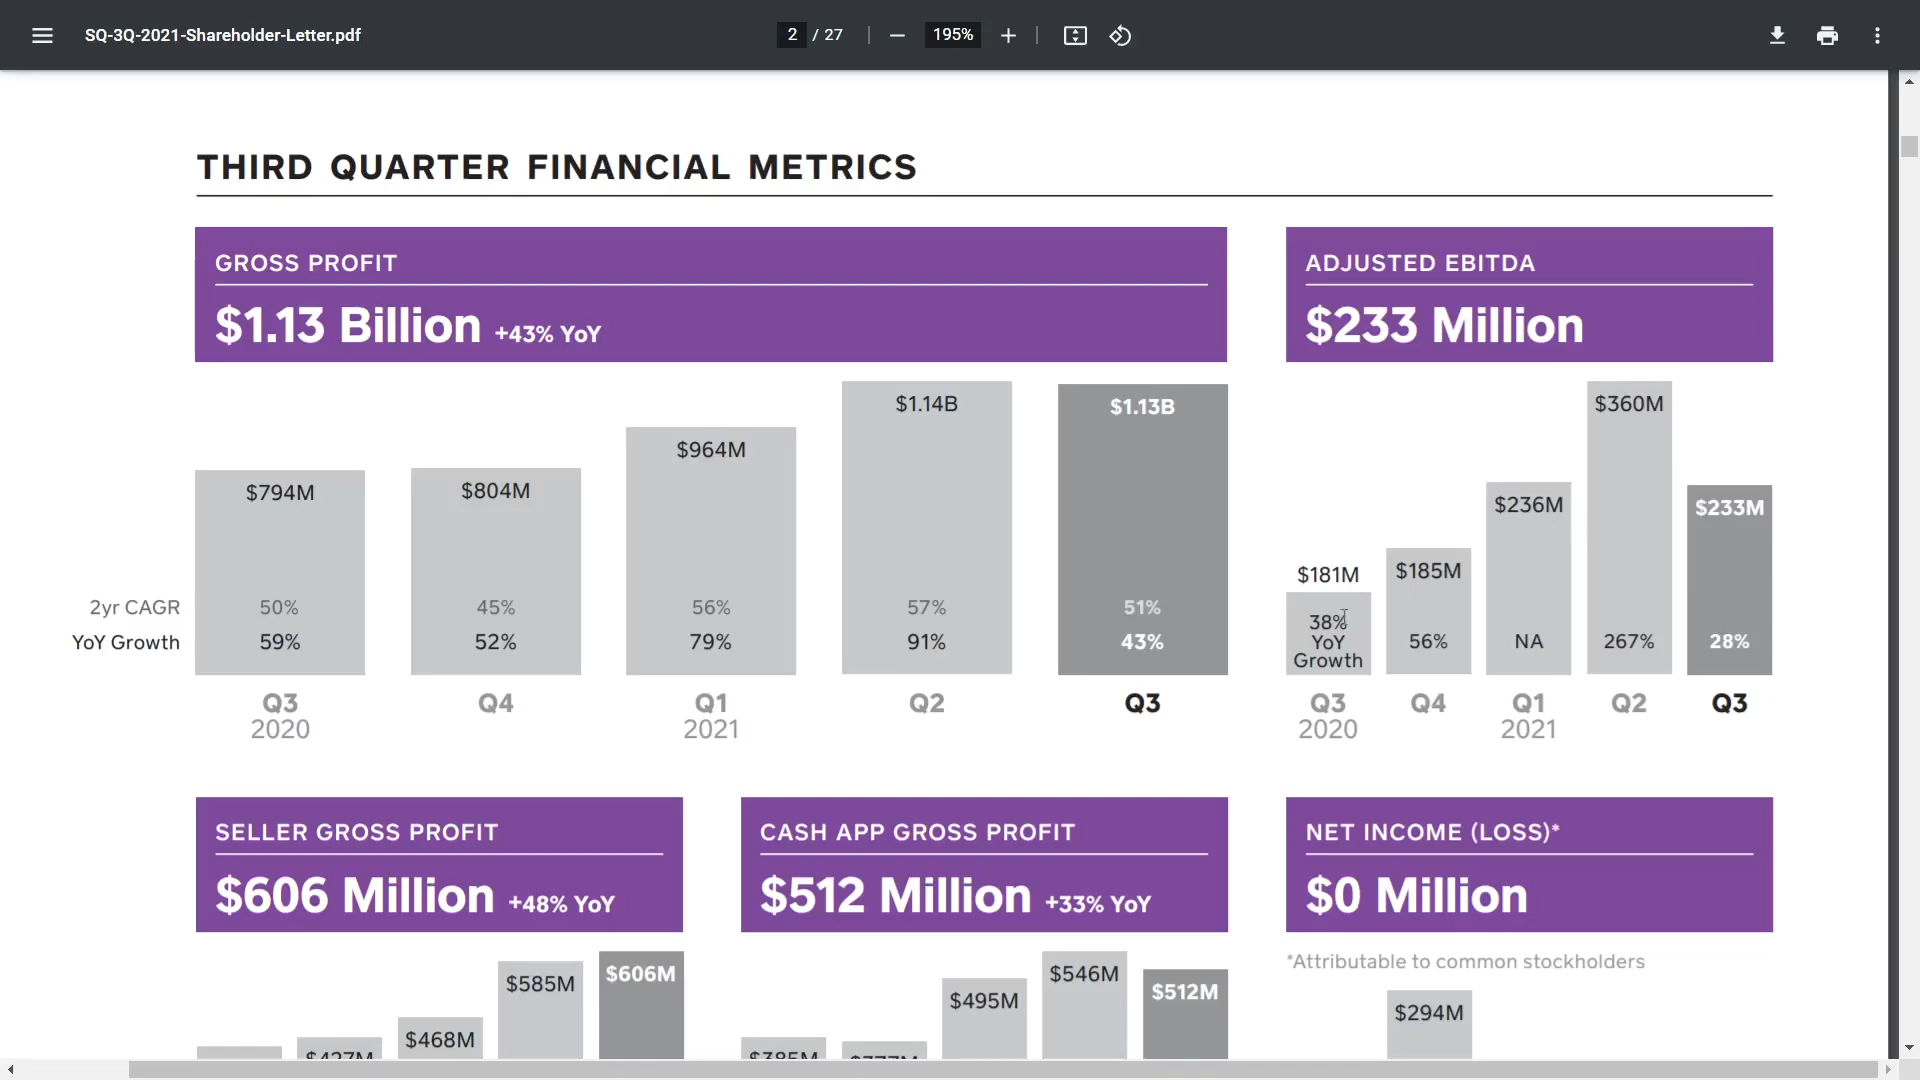 SQ-3Q-2021-Shareholder-Letter.pdf
2 / 27
195%
THIRD QUARTER FINANCIAL METRICS
GROSS PROFIT
$1.13 Billion +43% YoY
$794M
$804M
$964M
$1.14B
$1.13B
2yr CAGR 50% 45% 56% 57% 51%
YoY Growth 59% 52% 79% 91% 43%
Q3 Q4 Q1 Q2 Q3
2020 2021
ADJUSTED EBITDA
$233 Million
$181M
$185M
$236M
$360M
$233M
38%
YoY
Growth
56% NA 267% 28%
Q3 Q4 Q1 Q2 Q3
2020 2021
SELLER GROSS PROFIT
$606 Million +48% YoY
$427M
$468M
$585M
$606M
CASH APP GROSS PROFIT
$512 Million +33% YoY
$385M
$377M
$495M
$546M
$512M
NET INCOME (LOSS)*
$0 Million
*Attributable to common stockholders
$294M